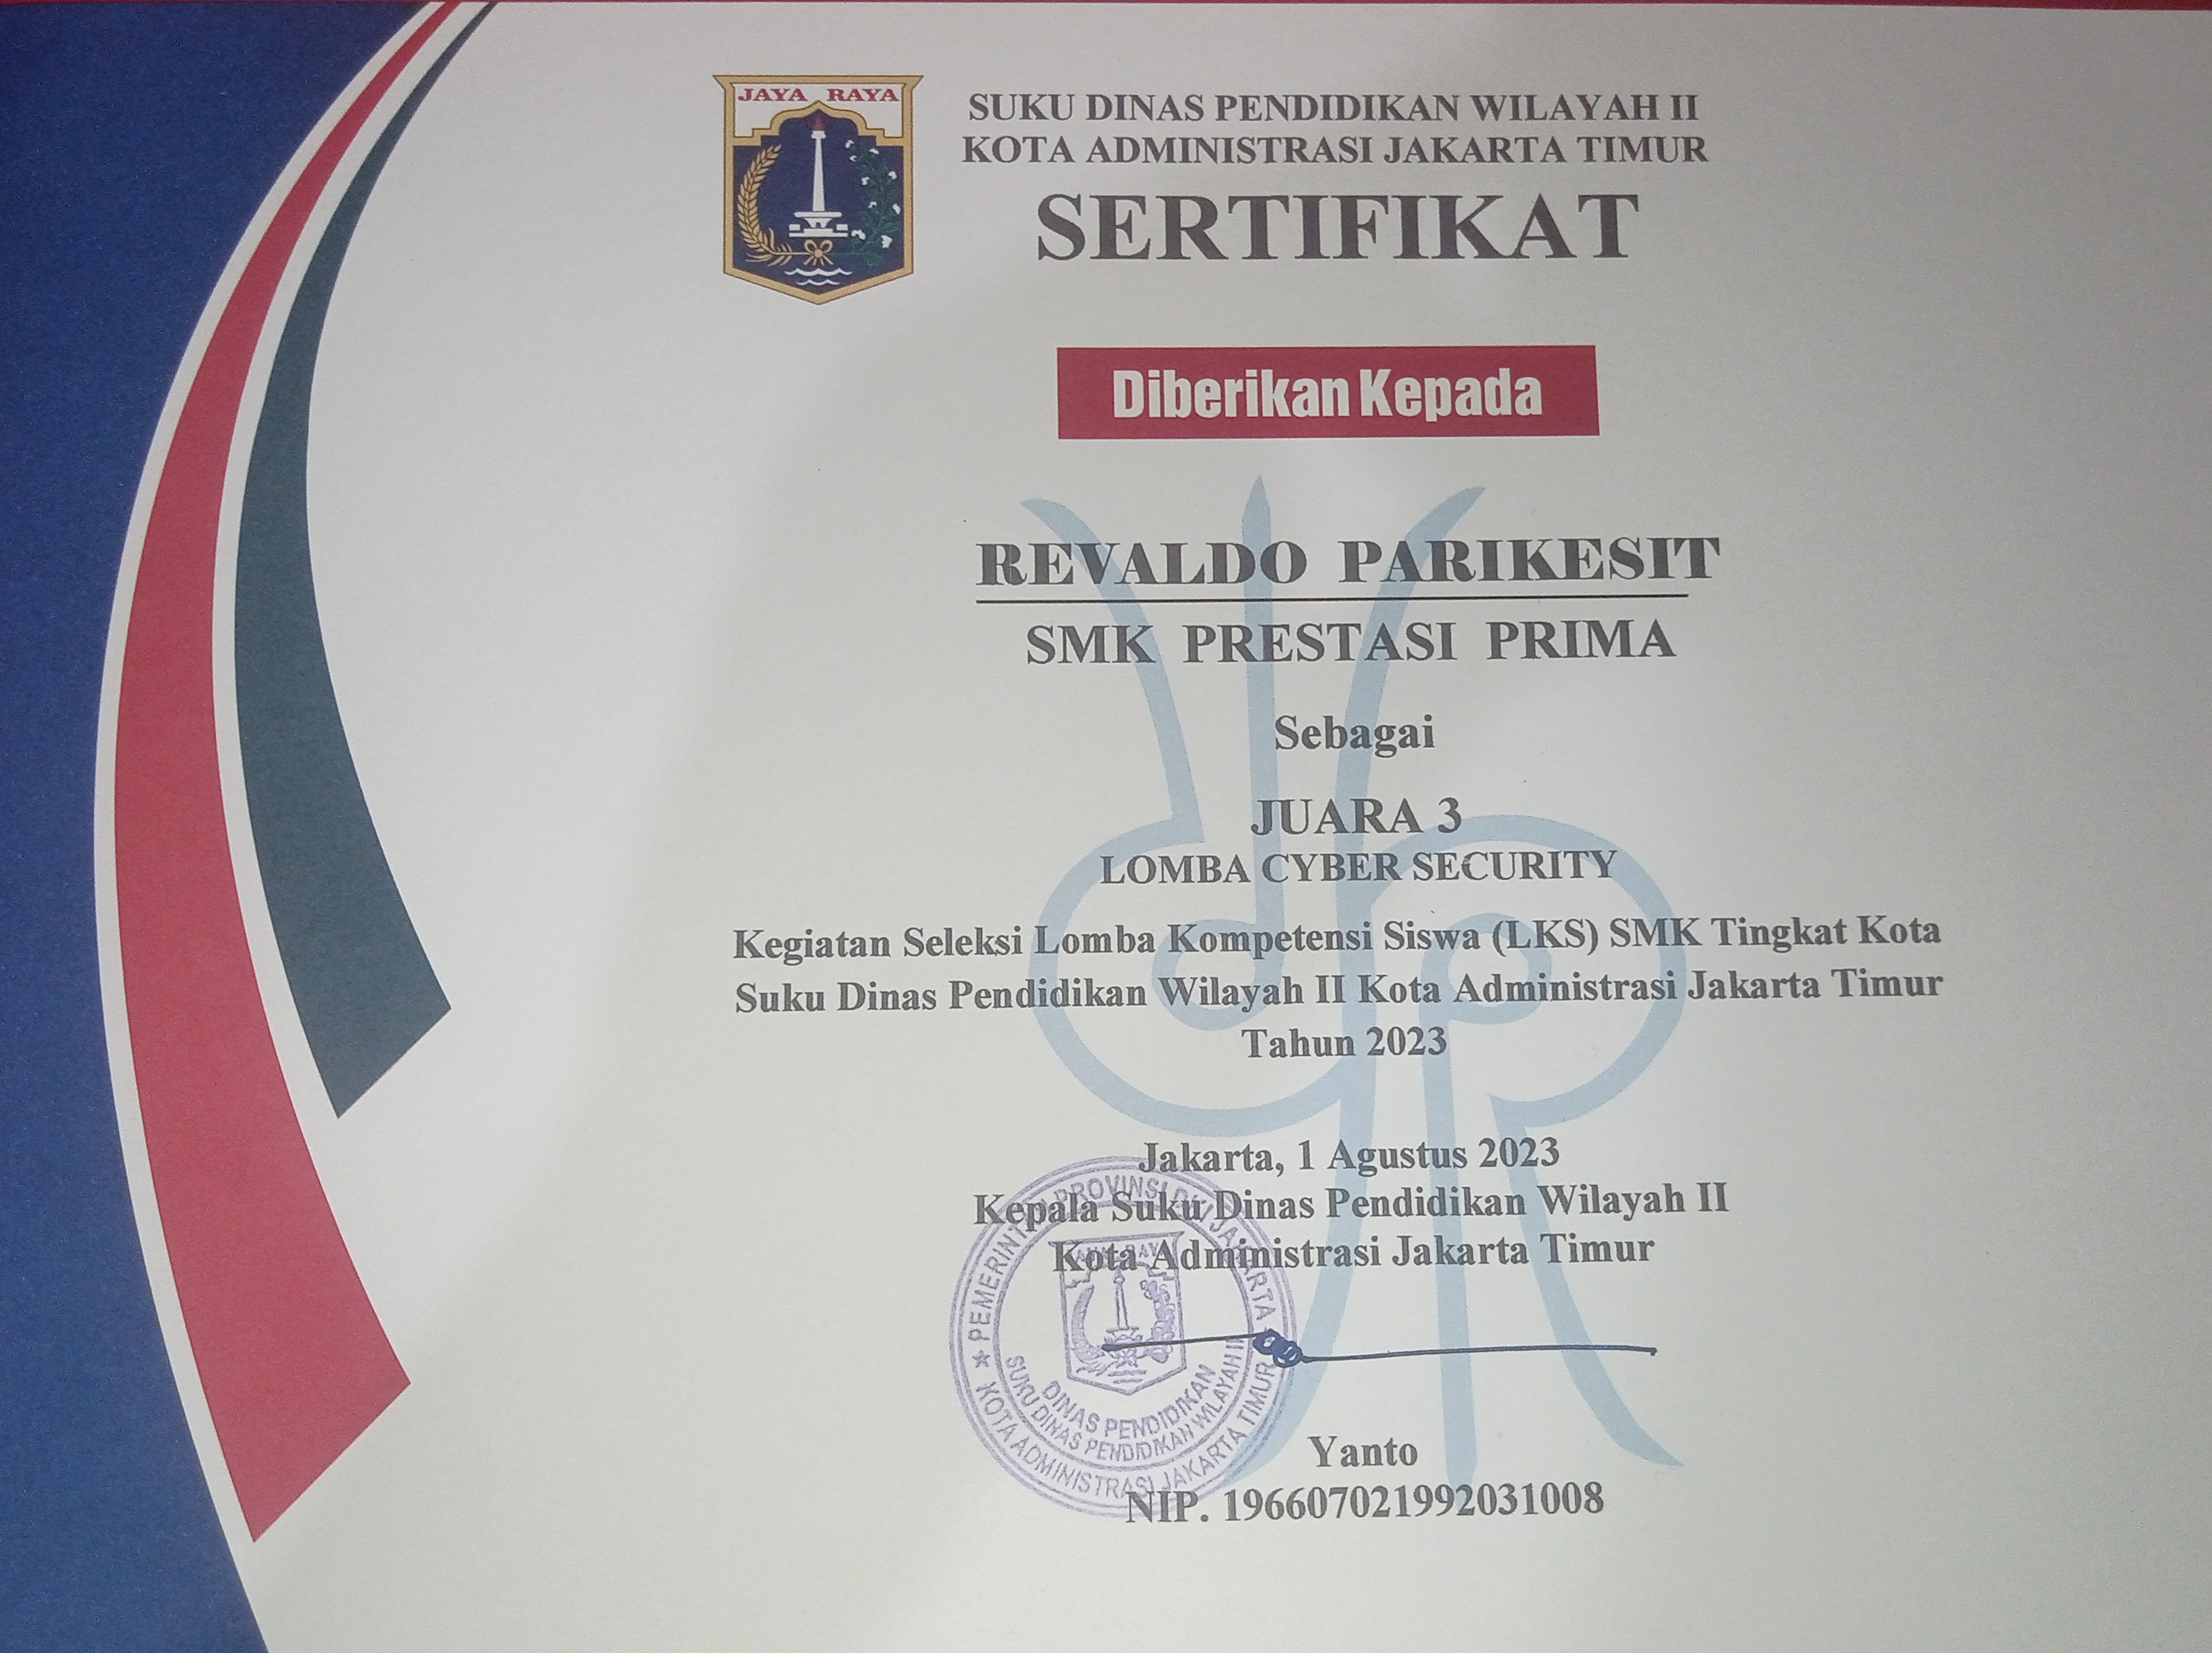 JAYA RAYA
SUKU DINAS PENDIDIKAN WILAYAH II
KOTA ADMINISTRASI JAKARTA TIMUR
SERTIFIKAT
Diberikan Kepada
REVALDO PARIKESIT
SMK PRESTASI PRIMA
Sebagai
JUARA 3
LOMBA CYBER SECURITY
Kegiatan Seleksi Lomba Kompetensi Siswa (LKS) SMK Tingkat Kota
Suku Dinas Pendidikan Wilayah II Kota Administrasi Jakarta Timur
Tahun 2023
Jakarta, 1 Agustus 2023
Kepala Suku Dinas Pendidikan Wilayah II
Kota Administrasi Jakarta Timur
PROVINSI DKI JAKARTA
DINAS PENDIDIKAN
SUKU DINAS PENDIDIKAN WILAYAH II
KOTA ADMINISTRASI JAKARTA TIMUR
Yanto
NIP. 196607021992031008